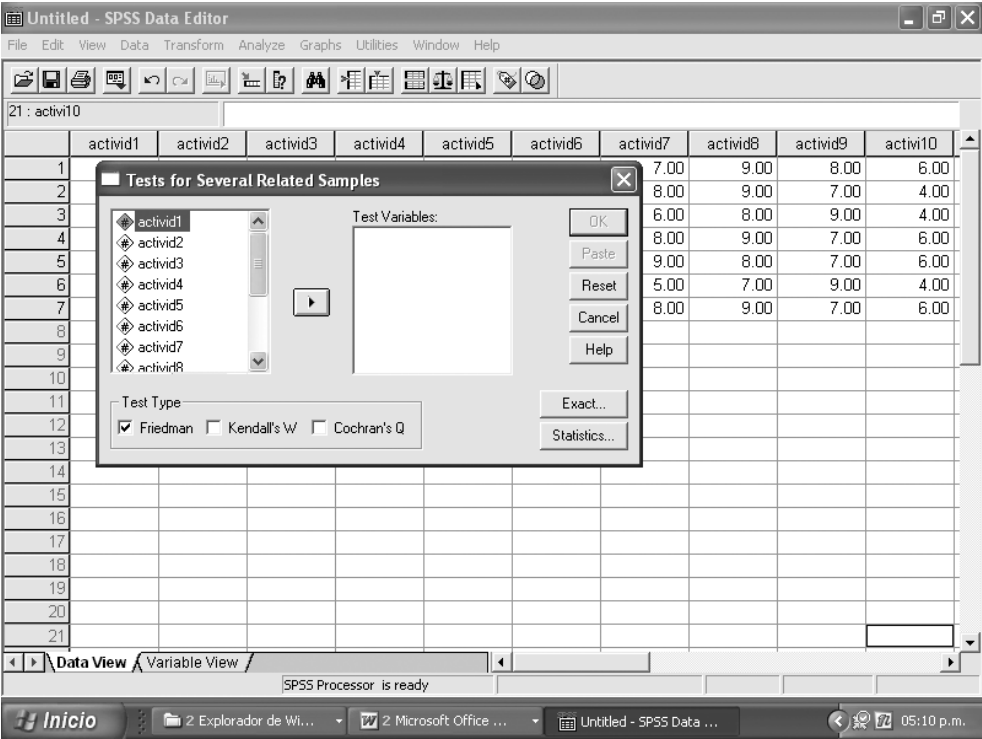 Untitled - SPSS Data Editor
File Edit View Data Transform Analyze Graphs Utilities Window Help
21 : activi10
activid1 activid2 activid3 activid4 activid5 activid6 activid7 activid8 activid9 activi10
1 7.00 9.00 8.00 6.00
2 8.00 9.00 7.00 4.00
3 6.00 8.00 9.00 4.00
4 8.00 9.00 7.00 6.00
5 9.00 8.00 7.00 6.00
6 5.00 7.00 9.00 4.00
7 8.00 9.00 7.00 6.00
8
9
10
11
12
13
14
15
16
17
18
19
20
21
Tests for Several Related Samples
activid1
activid2
activid3
activid4
activid5
activid6
activid7
activid8
Test Variables:
OK
Paste
Reset
Cancel
Help
Test Type
Friedman Kendall's W Cochran's Q
Exact...
Statistics...
Data View Variable View
SPSS Processor is ready
Inicio 2 Explorador de Wi... 2 Microsoft Office ... Untitled - SPSS Data ... 05:10 p.m.